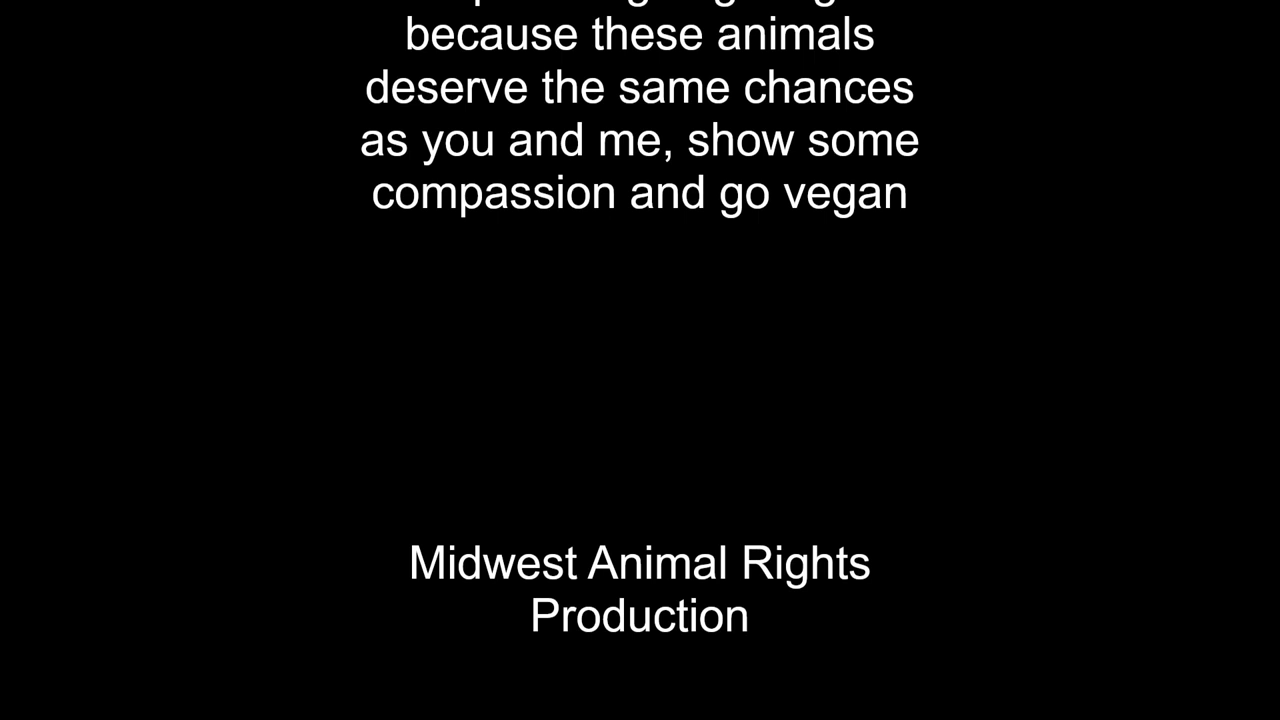 because these animals
deserve the same chances
as you and me, show some
compassion and go vegan
Midwest Animal Rights
Production